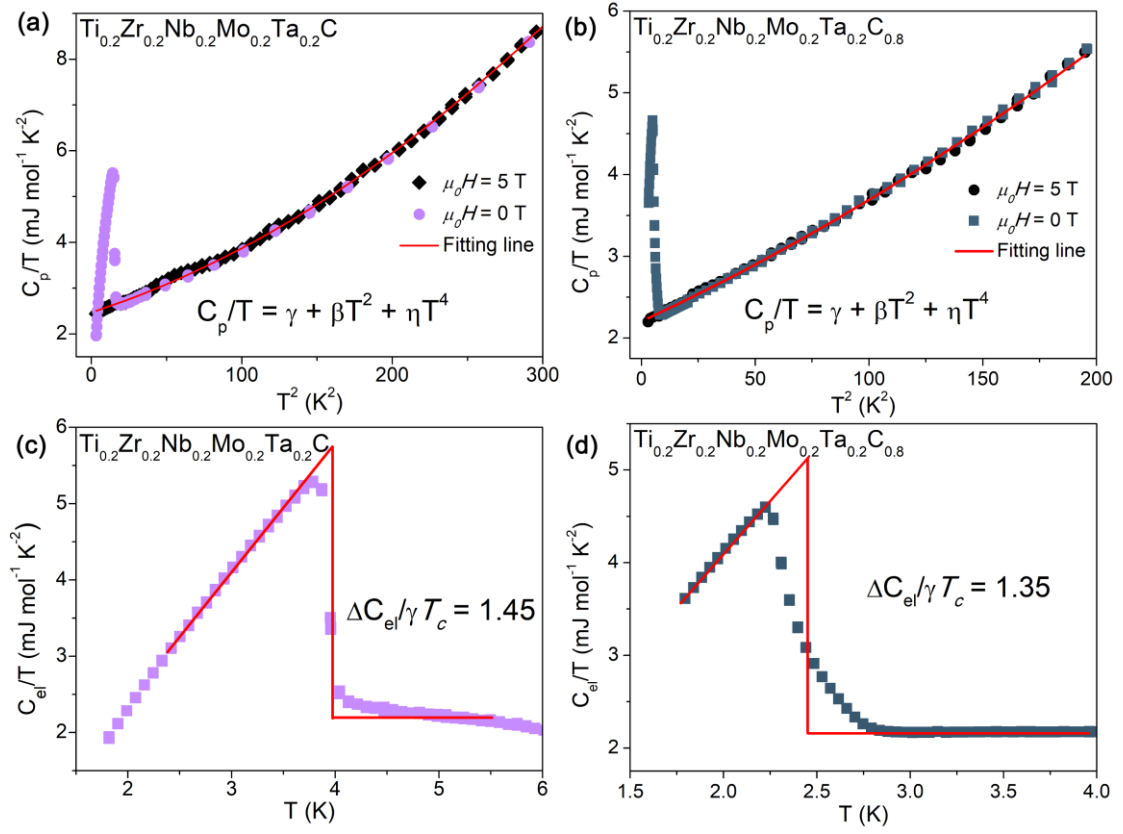 (a) Ti0.2Zr0.2Nb0.2Mo0.2Ta0.2C
Cp/T (mJ mol⁻¹ K⁻²)
8
6
4
2
μ0H = 5 T
μ0H = 0 T
Fitting line
Cp/T = γ + βT² + ηT⁴
0 100 200 300
T² (K²)
(b) Ti0.2Zr0.2Nb0.2Mo0.2Ta0.2C0.8
Cp/T (mJ mol⁻¹ K⁻²)
6
5
4
3
2
μ0H = 5 T
μ0H = 0 T
Fitting line
Cp/T = γ + βT² + ηT⁴
0 50 100 150 200
T² (K²)
(c) Ti0.2Zr0.2Nb0.2Mo0.2Ta0.2C
Cel/T (mJ mol⁻¹ K⁻²)
6
5
4
3
2
ΔCel/γTc = 1.45
2 3 4 5 6
T (K)
(d) Ti0.2Zr0.2Nb0.2Mo0.2Ta0.2C0.8
Cel/T (mJ mol⁻¹ K⁻²)
5
4
3
2
ΔCel/γTc = 1.35
1.5 2.0 2.5 3.0 3.5 4.0
T (K)